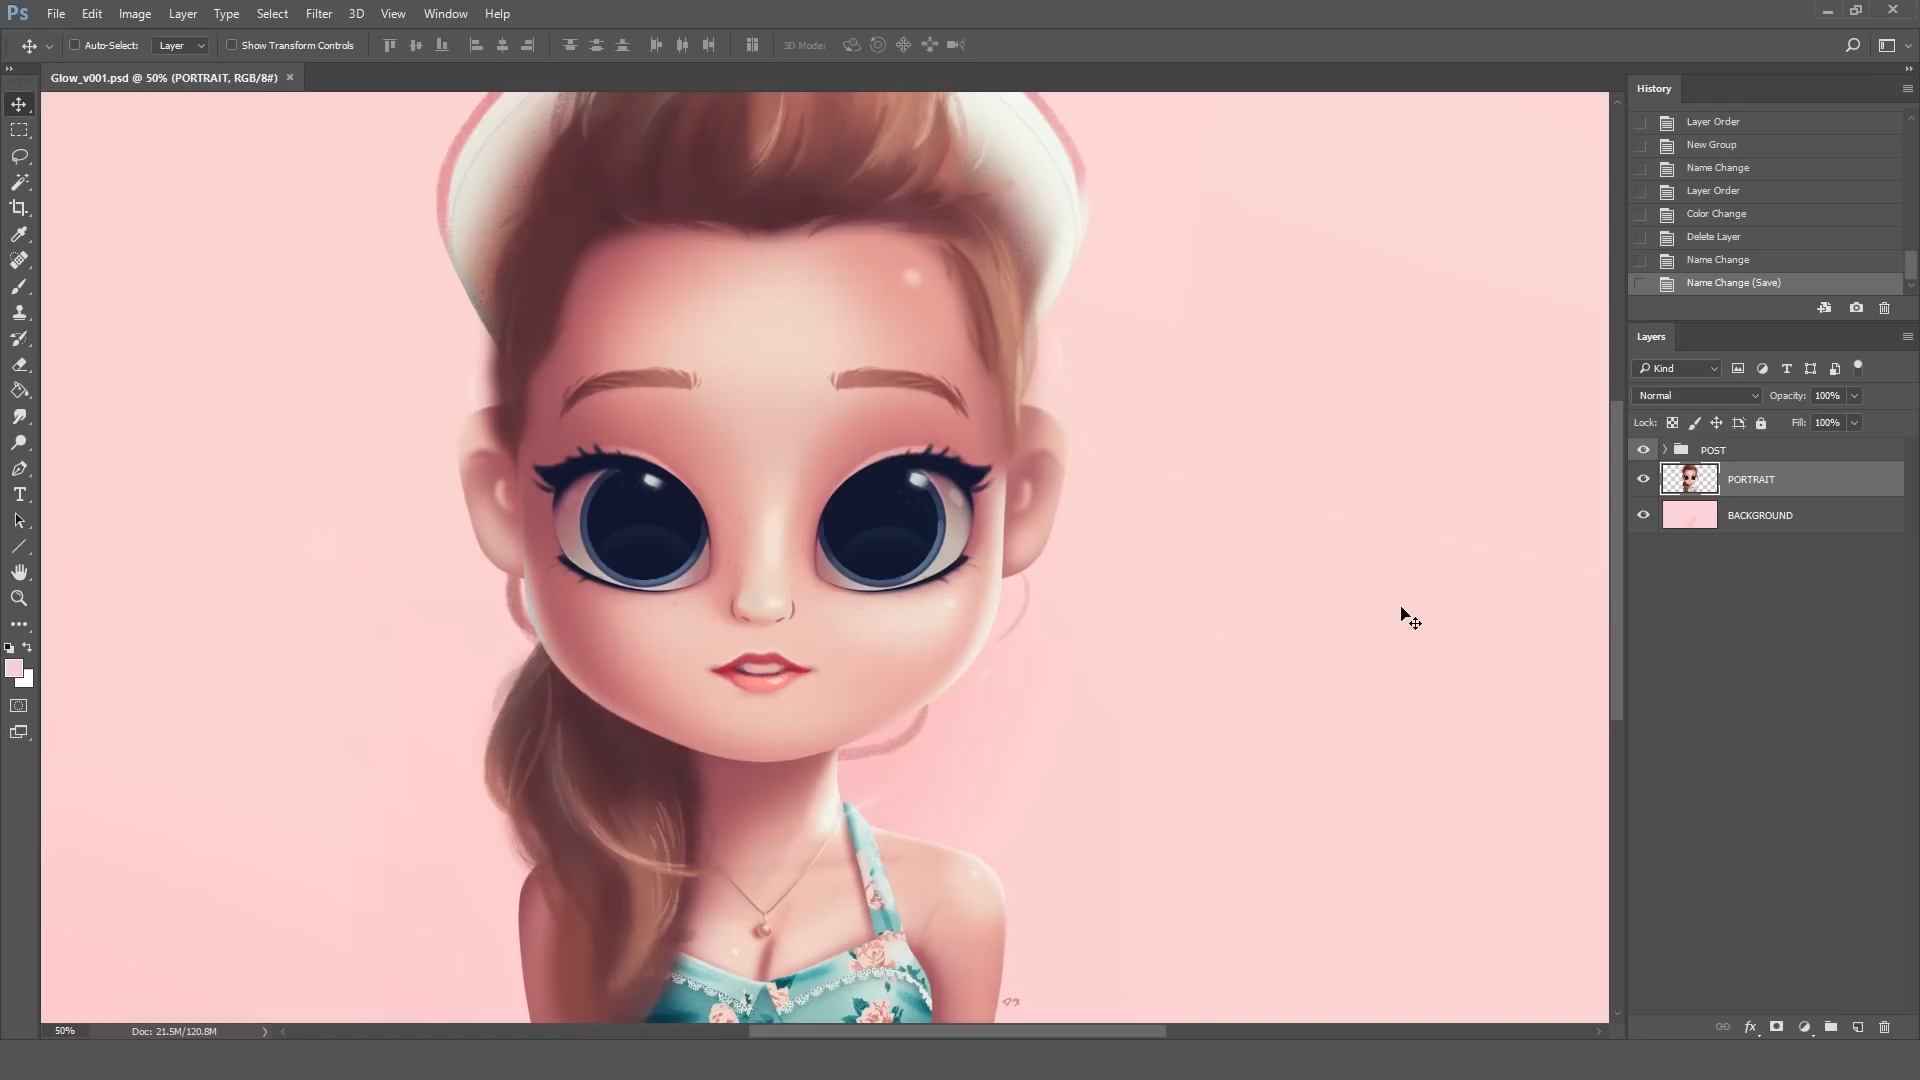 Ps File Edit Image Layer Type Select Filter 3D View Window Help
Auto-Select: Layer Show Transform Controls 3D Mode:
Glow_v001.psd @ 50% (PORTRAIT, RGB/8#) ×
History
Layer Order
New Group
Name Change
Layer Order
Color Change
Delete Layer
Name Change
Name Change (Save)
Layers
Kind
Normal Opacity: 100%
Lock: Fill: 100%
POST
PORTRAIT
BACKGROUND
50% Doc: 21.5M/120.8M